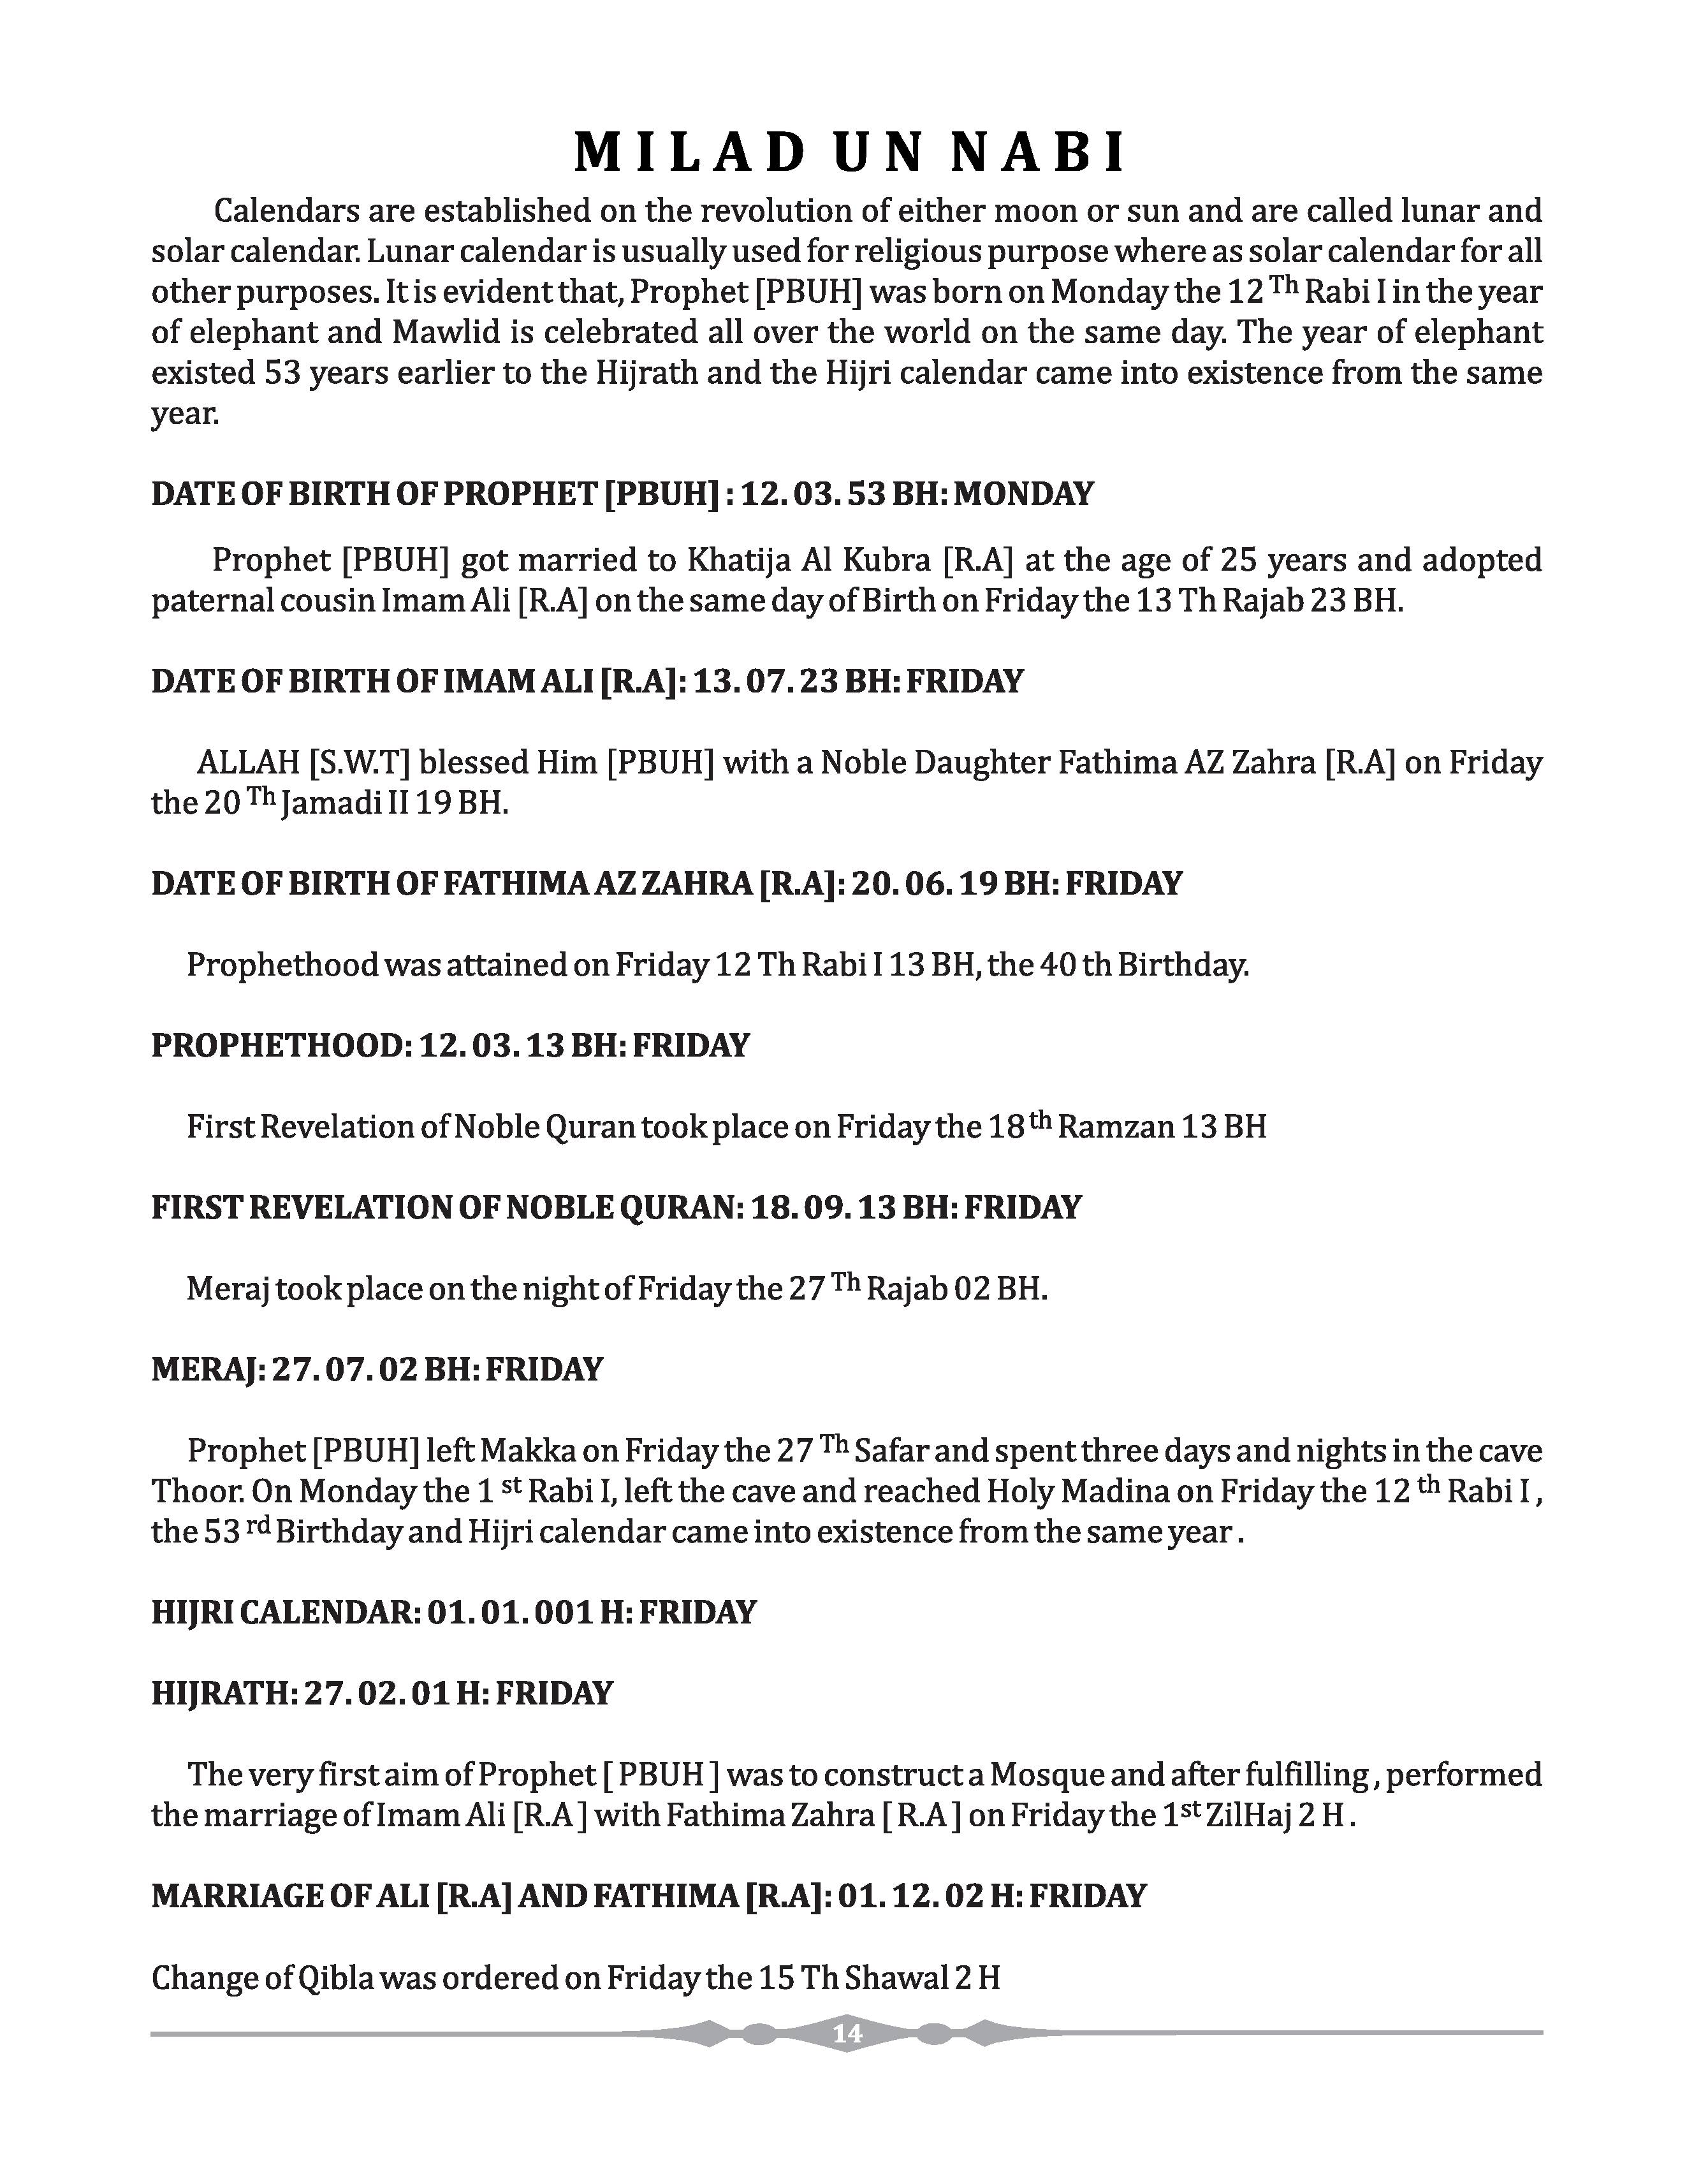 MILAD UN NABI
Calendars are established on the revolution of either moon or sun and are called lunar and
solar calendar. Lunar calendar is usually used for religious purpose where as solar calendar for all
other purposes. It is evident that, Prophet [PBUH] was born on Monday the 12 Th Rabi I in the year
of elephant and Mawlid is celebrated all over the world on the same day. The year of elephant
existed 53 years earlier to the Hijrath and the Hijri calendar came into existence from the same
year.
DATE OF BIRTH OF PROPHET [PBUH] : 12. 03. 53 BH: MONDAY
Prophet [PBUH] got married to Khatija Al Kubra [R.A] at the age of 25 years and adopted
paternal cousin Imam Ali [R.A] on the same day of Birth on Friday the 13 Th Rajab 23 BH.
DATE OF BIRTH OF IMAM ALI [R.A]: 13. 07. 23 BH: FRIDAY
ALLAH [S.W.T] blessed Him [PBUH] with a Noble Daughter Fathima AZ Zahra [R.A] on Friday
the 20 Th Jamadi II 19 BH.
DATE OF BIRTH OF FATHIMA AZ ZAHRA [R.A]: 20. 06. 19 BH: FRIDAY
Prophethood was attained on Friday 12 Th Rabi I 13 BH, the 40 th Birthday.
PROPHETHOOD: 12. 03. 13 BH: FRIDAY
First Revelation of Noble Quran took place on Friday the 18 th Ramzan 13 BH
FIRST REVELATION OF NOBLE QURAN: 18. 09. 13 BH: FRIDAY
Meraj took place on the night of Friday the 27 Th Rajab 02 BH.
MERAJ: 27. 07. 02 BH: FRIDAY
Prophet [PBUH] left Makka on Friday the 27 Th Safar and spent three days and nights in the cave
Thoor. On Monday the 1 st Rabi I, left the cave and reached Holy Madina on Friday the 12 th Rabi I ,
the 53 rd Birthday and Hijri calendar came into existence from the same year .
HIJRI CALENDAR: 01. 01. 001 H: FRIDAY
HIJRATH: 27. 02. 01 H: FRIDAY
The very first aim of Prophet [ PBUH ] was to construct a Mosque and after fulfilling , performed
the marriage of Imam Ali [R.A ] with Fathima Zahra [ R.A ] on Friday the 1st ZilHaj 2 H .
MARRIAGE OF ALI [R.A] AND FATHIMA [R.A]: 01. 12. 02 H: FRIDAY
Change of Qibla was ordered on Friday the 15 Th Shawal 2 H
14